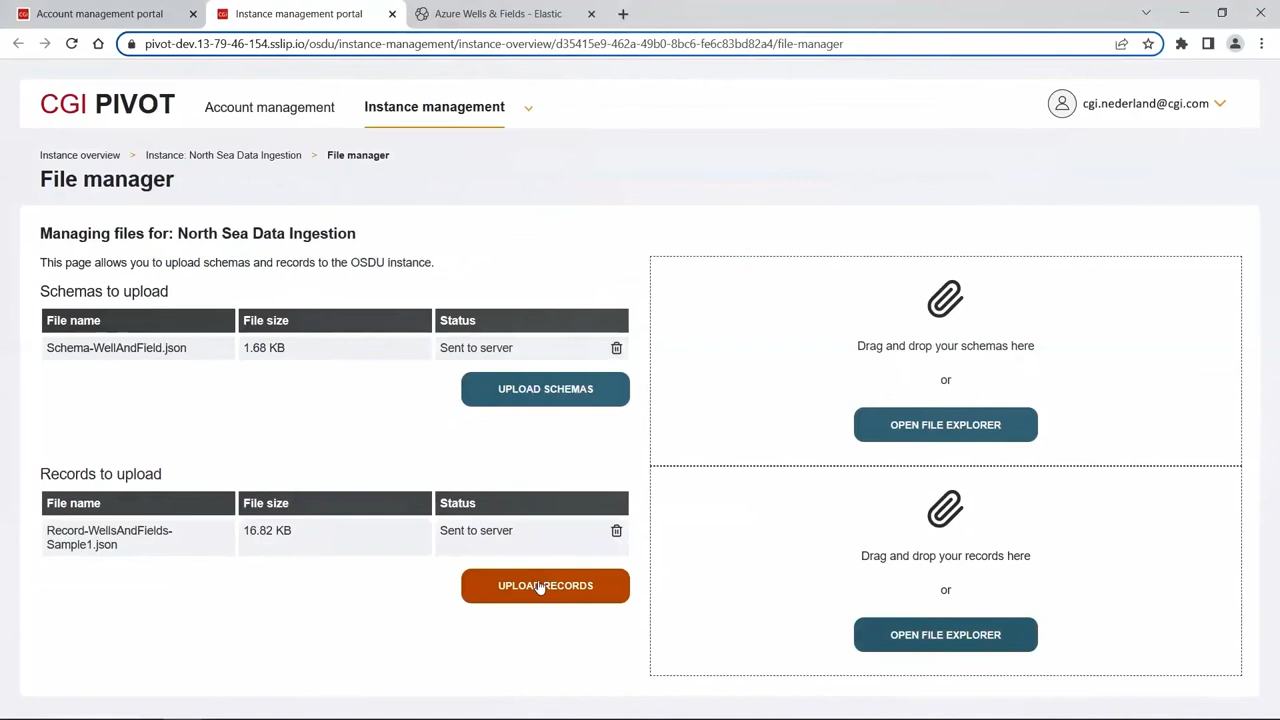 Account management portal
Instance management portal
Azure Wells & Fields - Elastic
pivot-dev.13-79-46-154.sslip.io/osdu/instance-management/instance-overview/d35415e9-462a-49b0-8bc6-fe6c83bd82a4/file-manager
CGI PIVOT
Account management
Instance management
cgi.nederland@cgi.com
Instance overview > Instance: North Sea Data Ingestion > File manager
File manager
Managing files for: North Sea Data Ingestion
This page allows you to upload schemas and records to the OSDU instance.
Schemas to upload
File name File size Status
Schema-WellAndField.json 1.68 KB Sent to server
UPLOAD SCHEMAS
Drag and drop your schemas here
or
OPEN FILE EXPLORER
Records to upload
File name File size Status
Record-WellsAndFields-
Sample1.json
16.82 KB Sent to server
UPLOAD RECORDS
Drag and drop your records here
or
OPEN FILE EXPLORER